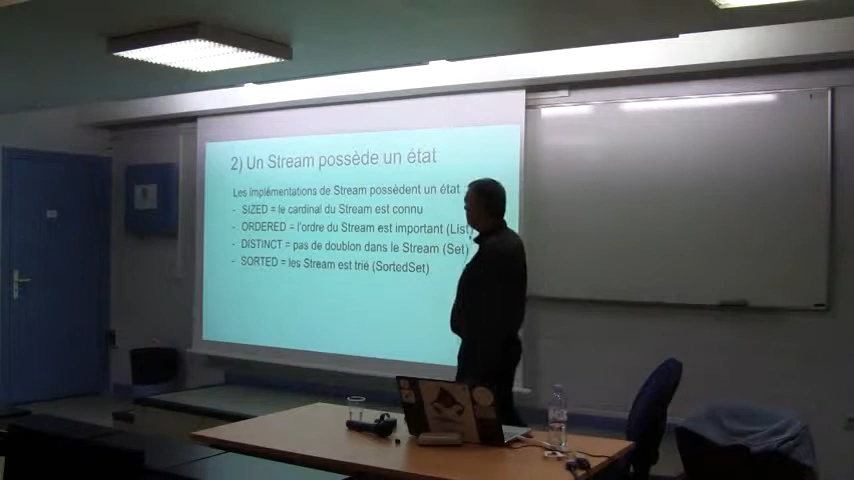 2) Un Stream possède un état
Les implémentations de Stream possèdent un état
- SIZED = le cardinal du Stream est connu
- ORDERED = l'ordre du Stream est important (List)
- DISTINCT = pas de doublon dans le Stream (Set)
- SORTED = les Stream est trié (SortedSet)